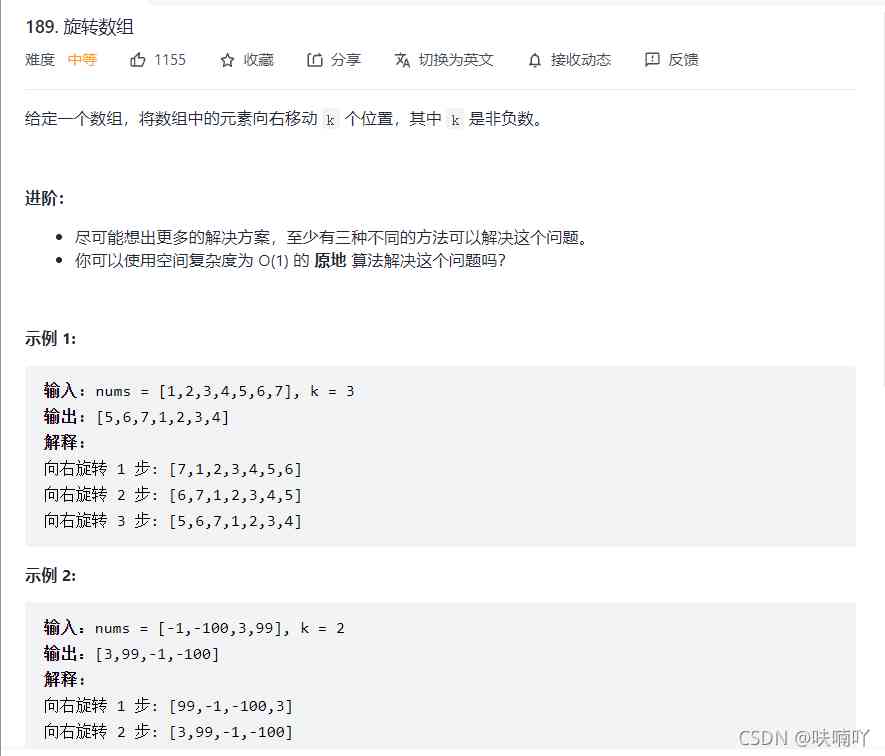 189. 旋转数组
难度 中等 1155 收藏 分享 切换为英文 接收动态 反馈
给定一个数组，将数组中的元素向右移动 k 个位置，其中 k 是非负数。
进阶：
• 尽可能想出更多的解决方案，至少有三种不同的方法可以解决这个问题。
• 你可以使用空间复杂度为 O(1) 的 原地 算法解决这个问题吗？
示例 1:
输入: nums = [1,2,3,4,5,6,7], k = 3
输出: [5,6,7,1,2,3,4]
解释:
向右旋转 1 步: [7,1,2,3,4,5,6]
向右旋转 2 步: [6,7,1,2,3,4,5]
向右旋转 3 步: [5,6,7,1,2,3,4]
示例 2:
输入: nums = [-1,-100,3,99], k = 2
输出: [3,99,-1,-100]
解释:
向右旋转 1 步: [99,-1,-100,3]
向右旋转 2 步: [3,99,-1,-100]
CSDN @呋喃吖